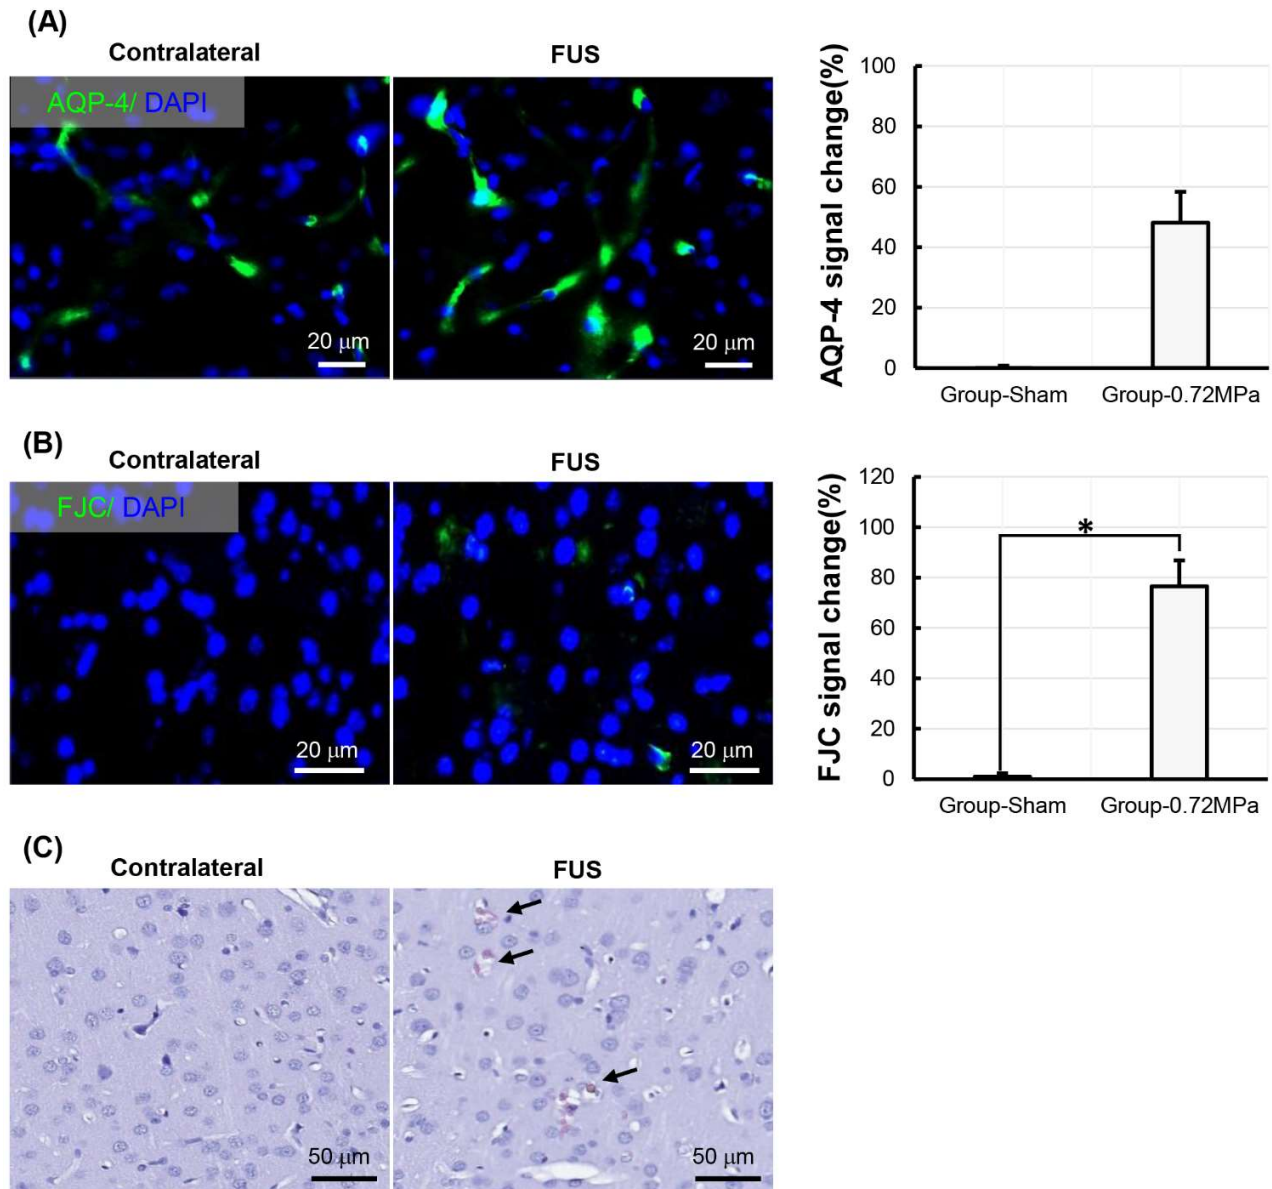 (A)
Contralateral
FUS
AQP-4/ DAPI
20 μm
20 μm
AQP-4 signal change(%)
100
80
60
40
20
0
Group-Sham
Group-0.72MPa
(B)
Contralateral
FUS
FJC/ DAPI
20 μm
20 μm
FJC signal change(%)
120
100
80
60
40
20
0
*
Group-Sham
Group-0.72MPa
(C)
Contralateral
FUS
50 μm
50 μm